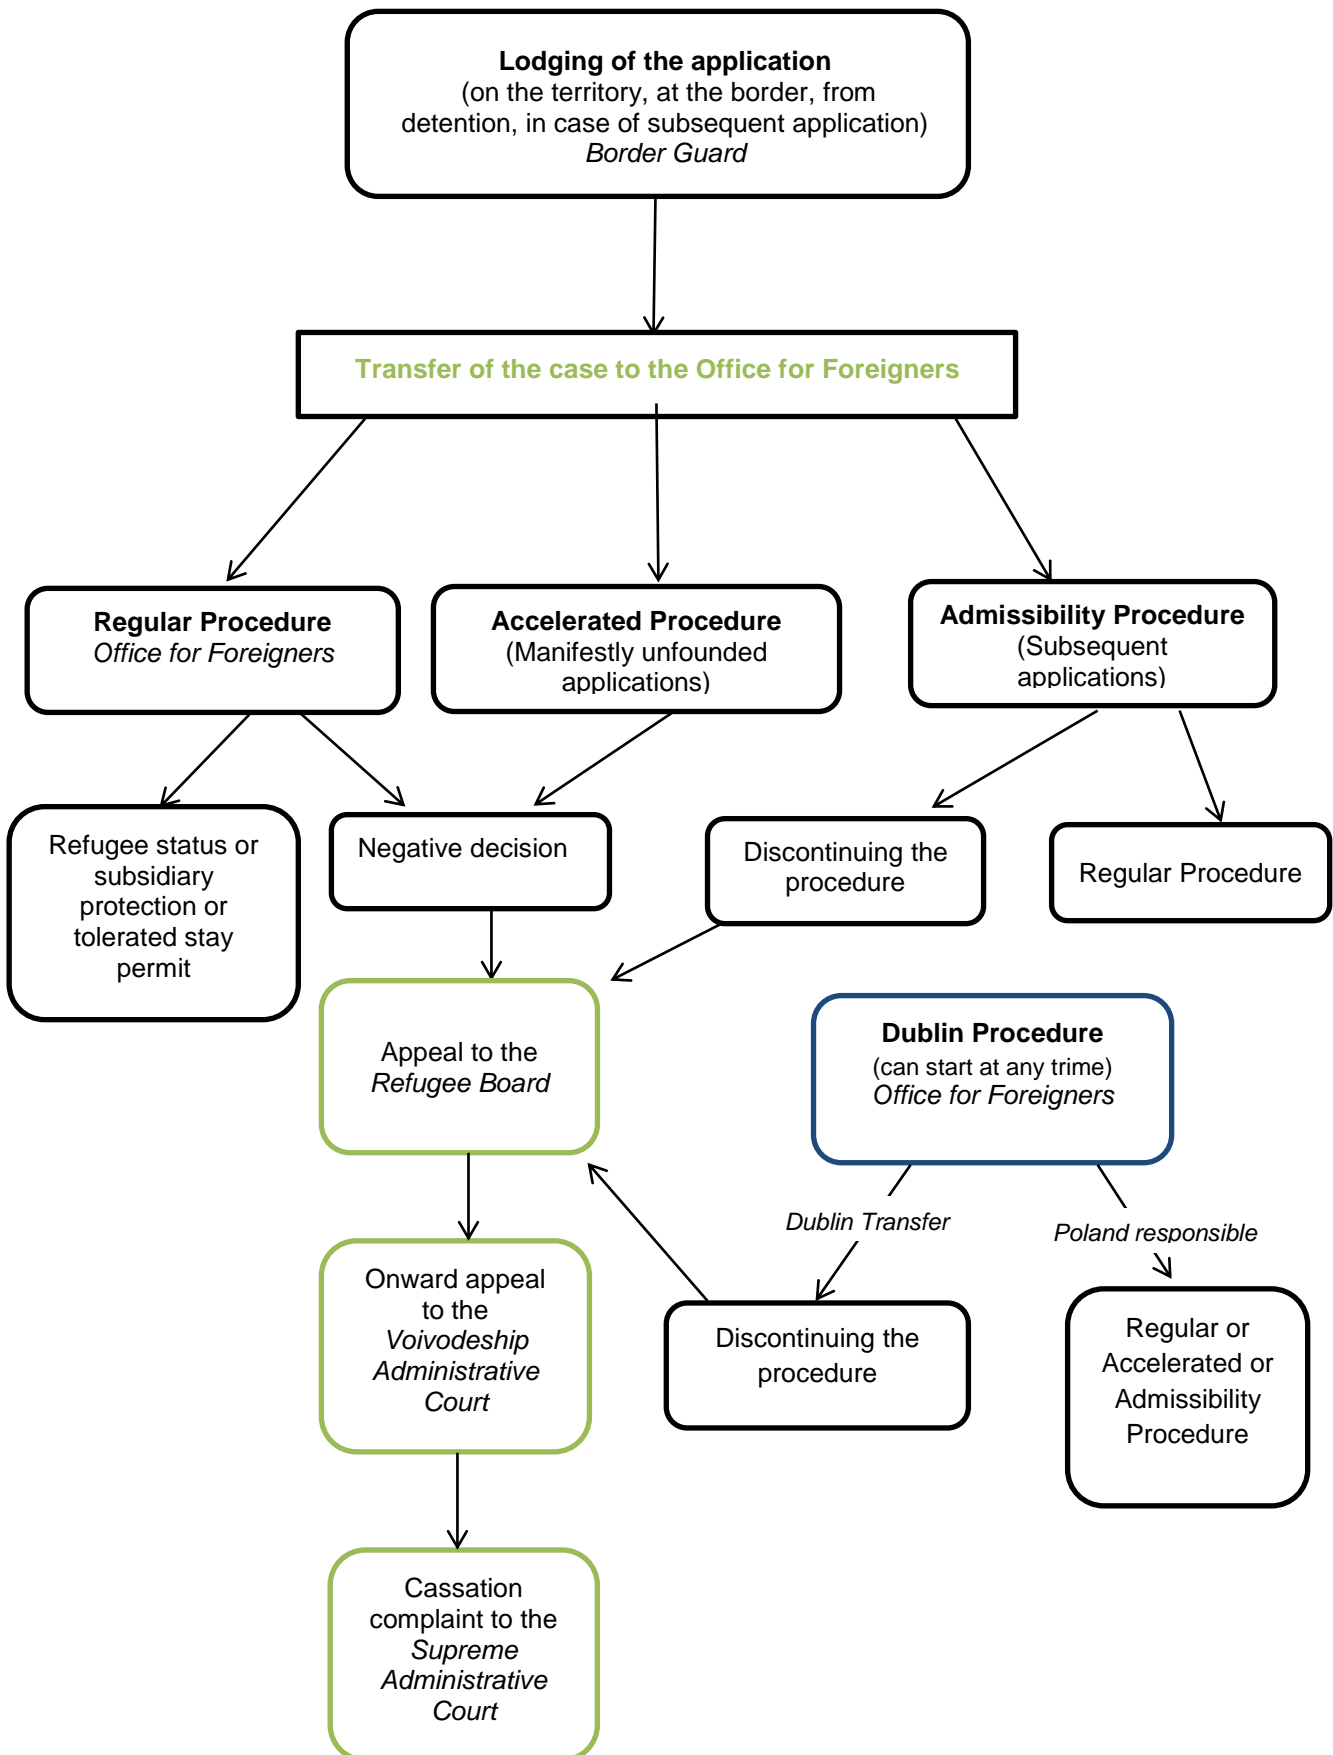 Lodging of the application
(on the territory, at the border, from
detention, in case of subsequent application)
Border Guard
Transfer of the case to the Office for Foreigners
Regular Procedure
Office for Foreigners
Accelerated Procedure
(Manifestly unfounded
applications)
Admissibility Procedure
(Subsequent
applications)
Refugee status or
subsidiary
protection or
tolerated stay
permit
Negative decision
Discontinuing the
procedure
Regular Procedure
Appeal to the
Refugee Board
Dublin Procedure
(can start at any trime)
Office for Foreigners
Dublin Transfer
Poland responsible
Onward appeal
to the
Voivodeship
Administrative
Court
Discontinuing the
procedure
Regular or
Accelerated or
Admissibility
Procedure
Cassation
complaint to the
Supreme
Administrative
Court